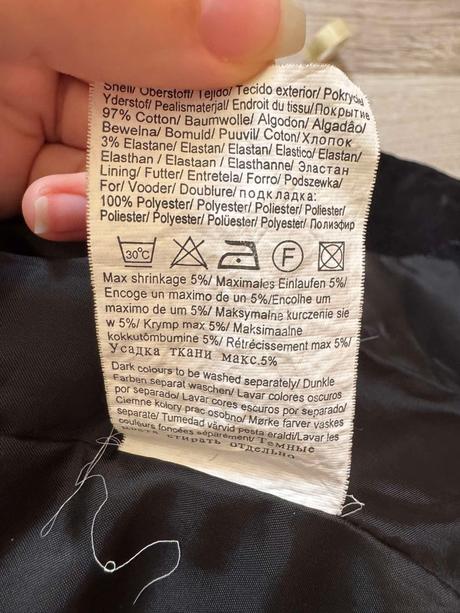 Shell/ Oberstoff/ Tejido/ Tecido exterior/ Pokrycie
Yderstof/ Pealismaterjal/ Endroit du tissu/ Покрытие
97% Cotton/ Baumwolle/ Algodon/ Algadâo/
Bewelna/ Bomuld/ Puuvil/ Coton/ Хлопок
3% Elastane/ Elastan/ Elastan/ Elastico/ Elastan/
Elasthan/ Elastaan/ Elasthanne/ Эластан
Lining/ Futter/ Entretela/ Forro/ Podszewka/
For/ Vooder/ Doublure/ подкладка:
100% Polyester/ Polyester/ Poliester/ Poliester/
Poliester/ Polyester/ Polüester/ Polyester/ Полиэфир
30°C F
Max shrinkage 5%/ Maximales Einlaufen 5%/
Encoge un maximo de un 5%/Encolhe um
maximo de um 5%/ Maksymalne kurczenie sie
w 5%/ Krymp max 5%/ Maksimaalne
kokkutõmbumine 5%/ Rétrécissement max 5%/
Усадка ткани макс.5%
Dark colours to be washed separately/ Dunkle
Farben separat waschen/ Lavar colores oscuros
por separado/ Lavar cores escuros por separado/
Ciemne kolory prac osobno/ Mørke farver vaskes
separate/ Tumedad värvid pesta eraldi/Lavar les
couleurs foncées séparément/ Темные
стирать отдельно